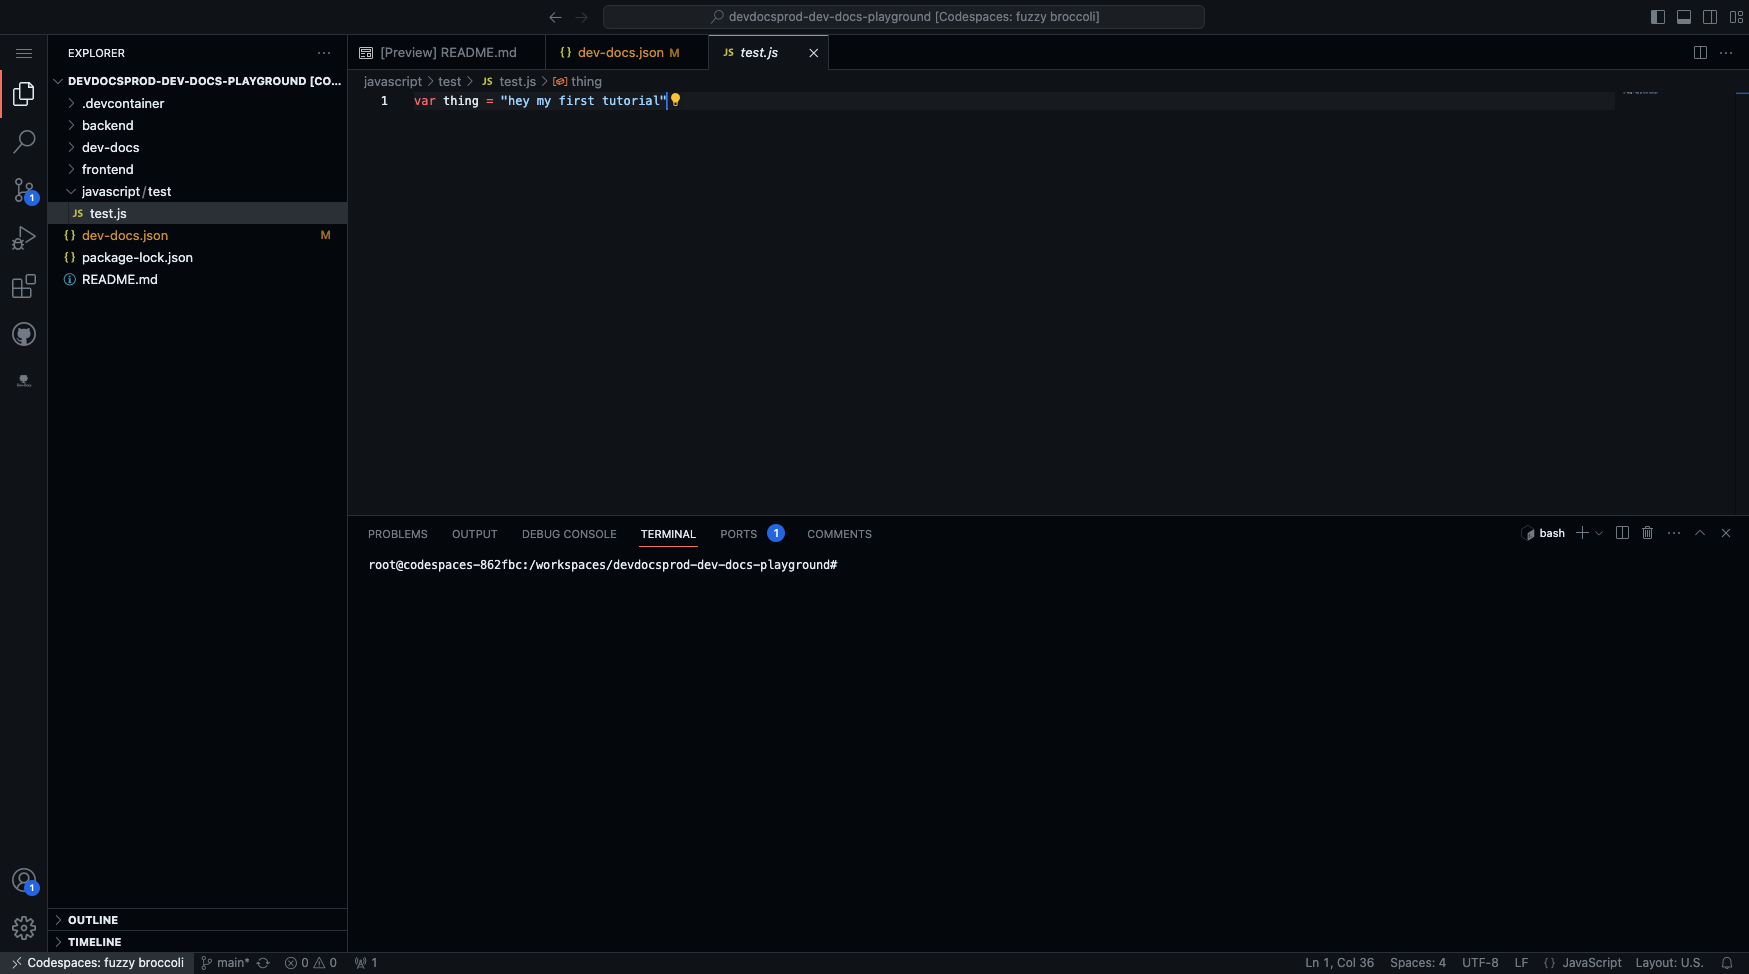 devdocsprod-dev-docs-playground [Codespaces: fuzzy broccoli]
EXPLORER
DEVDOCSPROD-DEV-DOCS-PLAYGROUND [CO...
.devcontainer
backend
dev-docs
frontend
javascript/test
JS test.js
{} dev-docs.json M
{} package-lock.json
README.md
[Preview] README.md
{} dev-docs.json M
JS test.js
javascript > test > JS test.js > thing
1 var thing = "hey my first tutorial"
PROBLEMS OUTPUT DEBUG CONSOLE TERMINAL PORTS 1 COMMENTS
bash
root@codespaces-862fbc:/workspaces/devdocsprod-dev-docs-playground#
1
1
OUTLINE
TIMELINE
Codespaces: fuzzy broccoli main* 0 0 1
Ln 1, Col 36 Spaces: 4 UTF-8 LF {} JavaScript Layout: U.S.